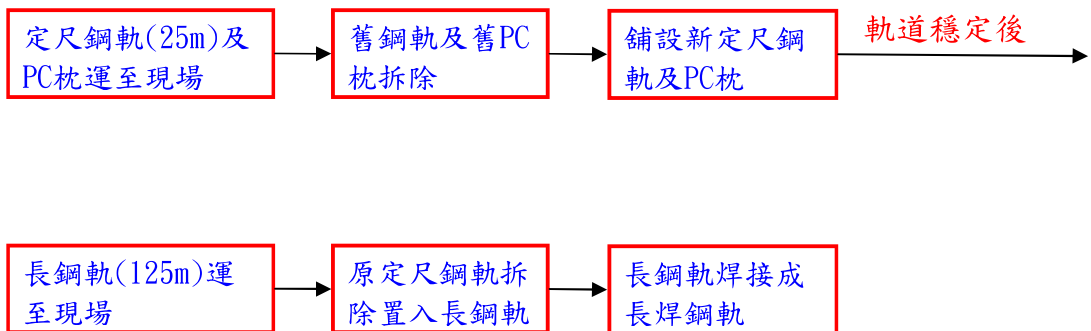 定尺鋼軌(25m)及
PC枕運至現場
舊鋼軌及舊PC
枕拆除
舖設新定尺鋼
軌及PC枕
軌道穩定後
長鋼軌(125m)運
至現場
原定尺鋼軌拆
除置入長鋼軌
長鋼軌焊接成
長焊鋼軌